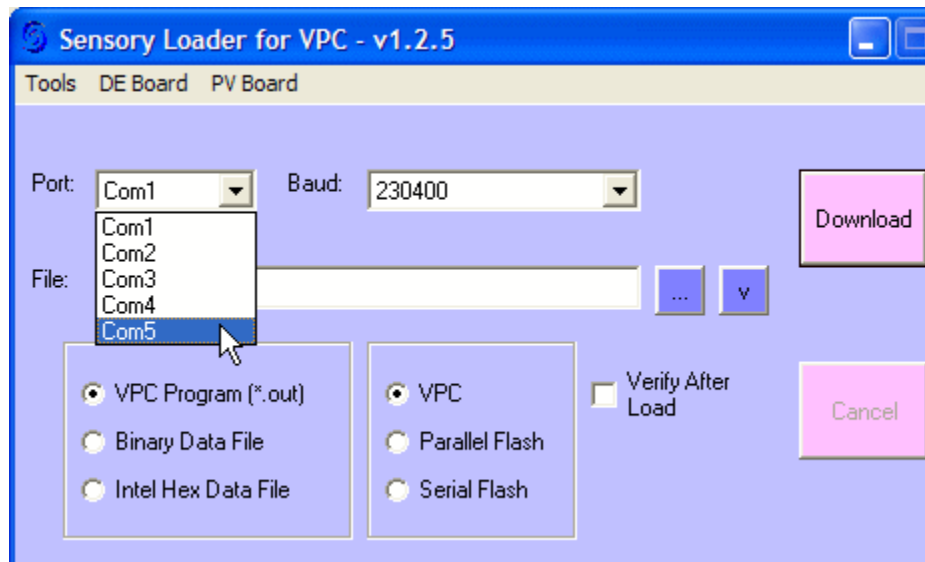 Sensory Loader for VPC - v1.2.5
Tools DE Board PV Board
Port: Com1 Baud: 230400
Download
Com1
Com2
Com3
Com4
Com5
File: ... v
VPC Program (*.out)
Binary Data File
Intel Hex Data File
VPC
Parallel Flash
Serial Flash
Verify After
Load
Cancel